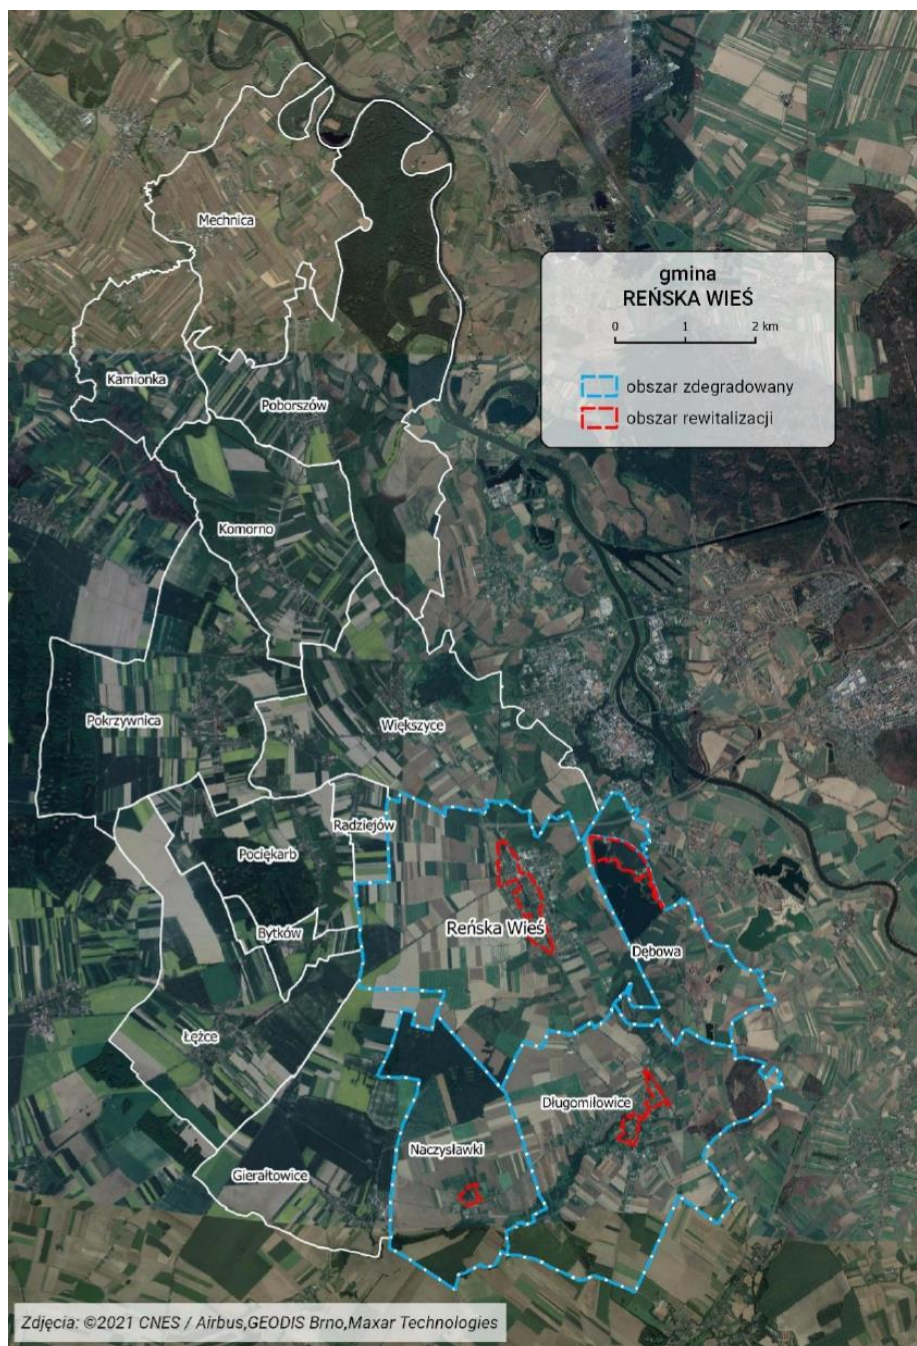 Mechnica
gmina
REŃSKA WIEŚ
0 1 2 km
obszar zdegradowany
obszar rewitalizacji
Kamionka
Poborszów
Komorno
Pokrzywnica
Większyce
Radziejów
Pociękarb
Bytków
Reńska Wieś
Dębowa
Łężce
Długomiłowice
Naczysławki
Gierałtowice
Zdjęcia: ©2021 CNES / Airbus,GEODIS Brno,Maxar Technologies